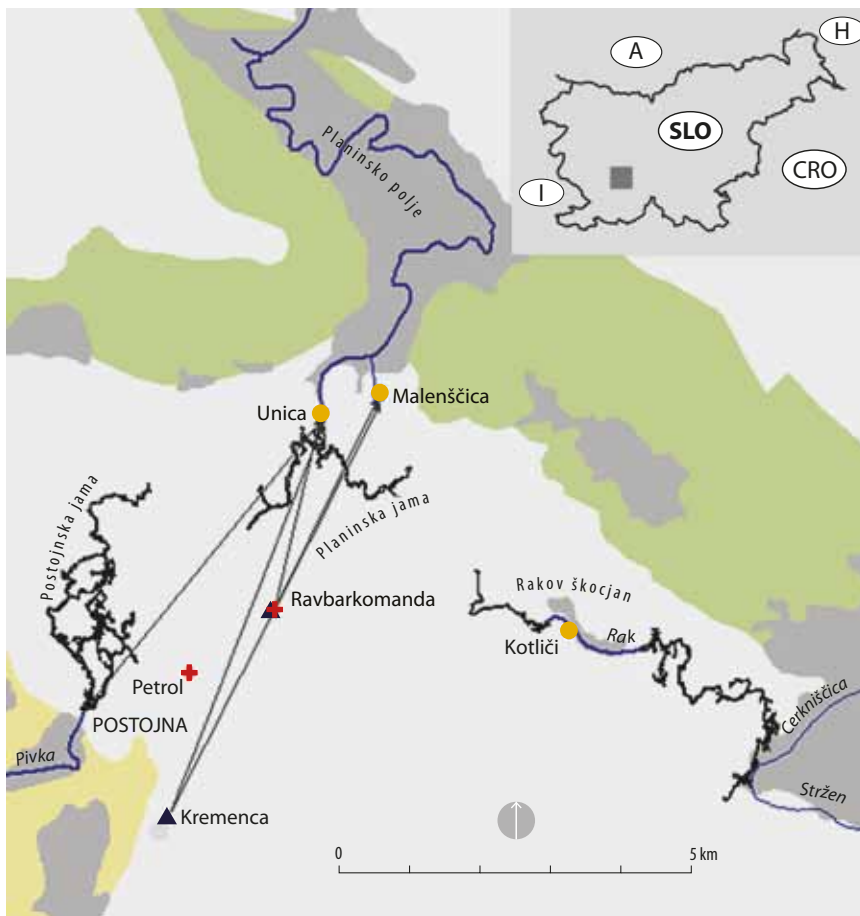 H
A
SLO
CRO
I
Planinsko polje
Unica
Malenščica
Postojnska jama
Planinska jama
Ravbarkomanda
Rakov škocjan
Rak
Kotliči
Petrol
POSTOJNA
Cerkniščica
Pivka
Stržen
Kremenca
0 5 km